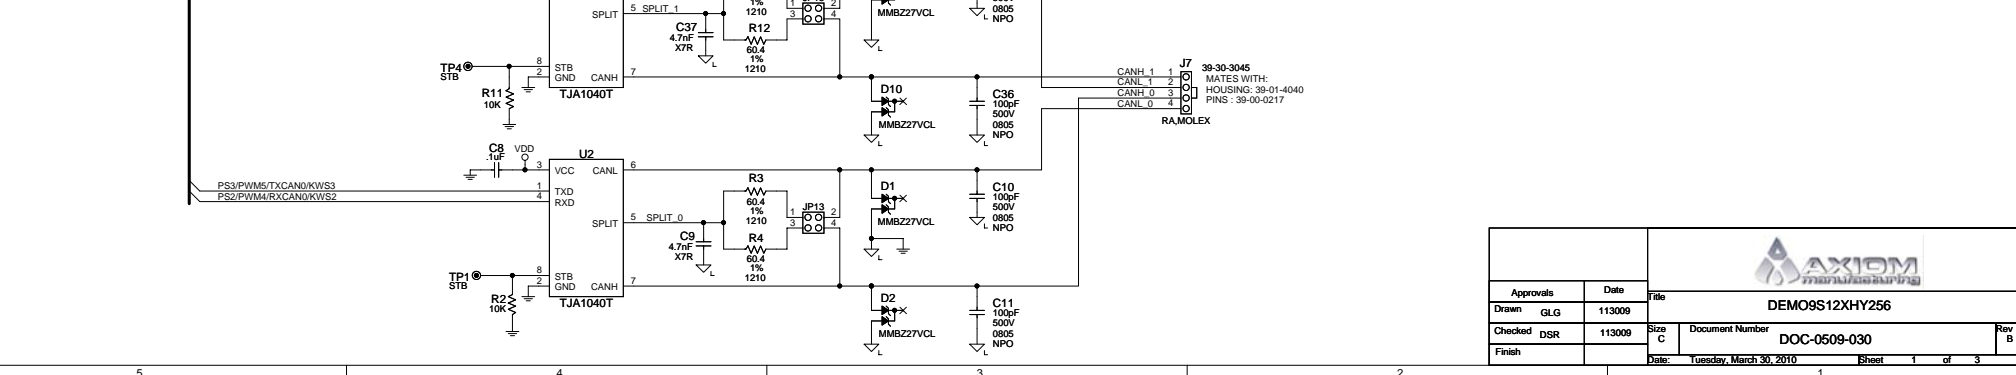 1%
1210
JP12
1 2
3 4
MMBZ27VCL
500V
0805
NPO
L
L
SPLIT 5 SPLIT_1
C37
4.7nF
X7R
L
R12
60.4
1%
1210
TP4
STB
8 STB
2 GND CANH 7
TJA1040T
R11
10K
D10
MMBZ27VCL
L
C36
100pF
500V
0805
NPO
L
J7
39-30-3045
MATES WITH:
HOUSING: 39-01-4040
PINS : 39-00-0217
CANH_1 1
CANL_1 2
CANH_0 3
CANL_0 4
RA,MOLEX
C8
.1uF
VDD
U2
3 VCC CANL 6
PS3/PWM5/TXCAN0/KWS3 1 TXD
PS2/PWM4/RXCAN0/KWS2 4 RXD
SPLIT 5 SPLIT_0
C9
4.7nF
X7R
L
R3
60.4
1%
1210
JP13
1 2
3 4
R4
60.4
1%
1210
D1
MMBZ27VCL
L
C10
100pF
500V
0805
NPO
L
TP1
STB
8 STB
2 GND CANH 7
TJA1040T
R2
10K
D2
MMBZ27VCL
L
C11
100pF
500V
0805
NPO
L
AXIOM
manufacturing
Approvals Date
Drawn GLG 113009
Checked DSR 113009
Finish
Title
DEMO9S12XHY256
Size
C
Document Number
DOC-0509-030
Rev
B
Date: Tuesday, March 30, 2010 Sheet 1 of 3
5 4 3 2 1